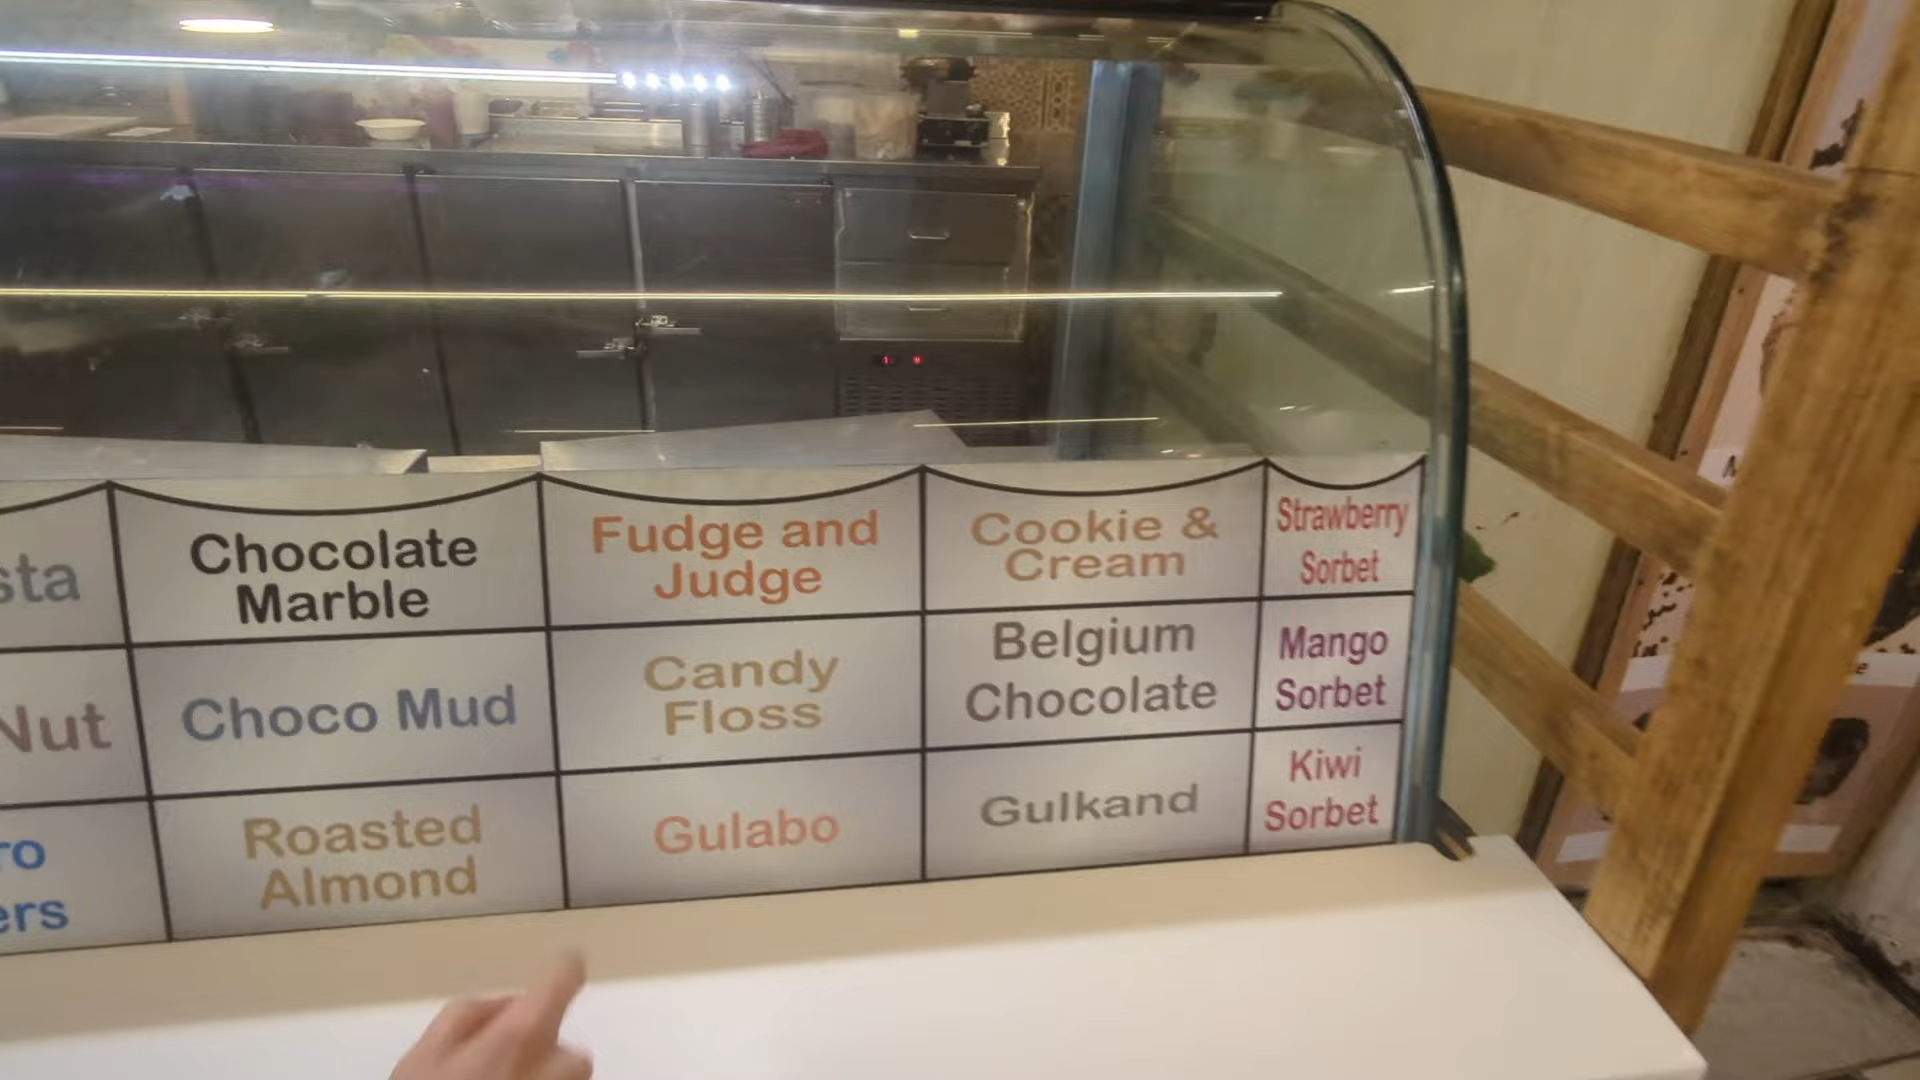 Chocolate
Marble
Fudge and
Judge
Cookie &
Cream
Strawberry
Sorbet
Nut
Choco Mud
Candy
Floss
Belgium
Chocolate
Mango
Sorbet
Roasted
Almond
Gulabo
Gulkand
Kiwi
Sorbet